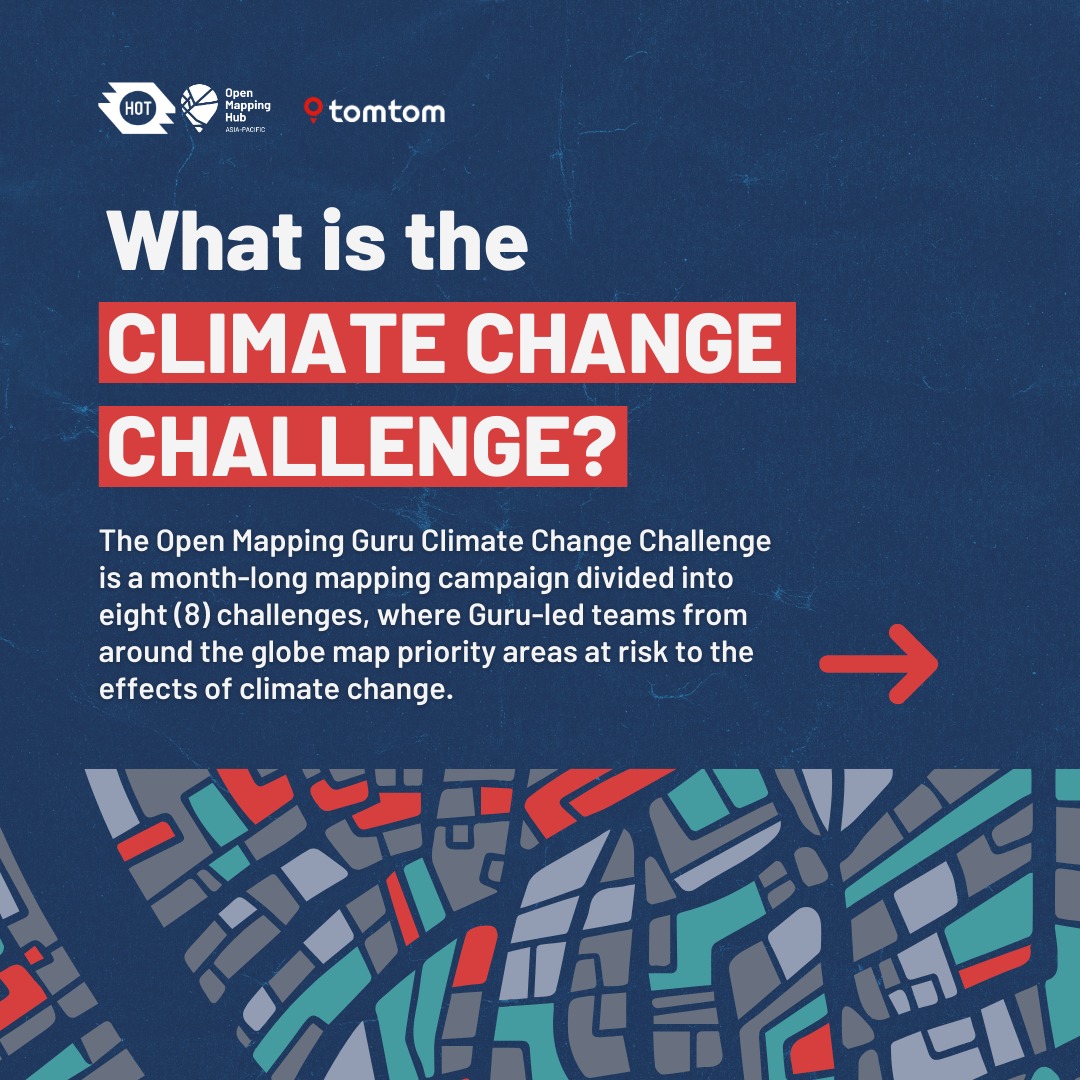 HOT
Open
Mapping
Hub
ASIA-PACIFIC
tomtom
What is the
CLIMATE CHANGE
CHALLENGE?
The Open Mapping Guru Climate Change Challenge
is a month-long mapping campaign divided into
eight (8) challenges, where Guru-led teams from
around the globe map priority areas at risk to the
effects of climate change.